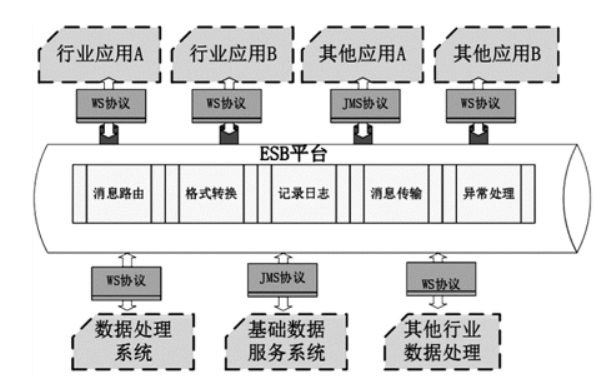 行业应用A
行业应用B
其他应用A
其他应用B
WS协议
WS协议
JMS协议
WS协议
ESB平台
消息路由
格式转换
记录日志
消息传输
异常处理
WS协议
JMS协议
WS协议
数据处理
系统
基础数据
服务系统
其他行业
数据处理